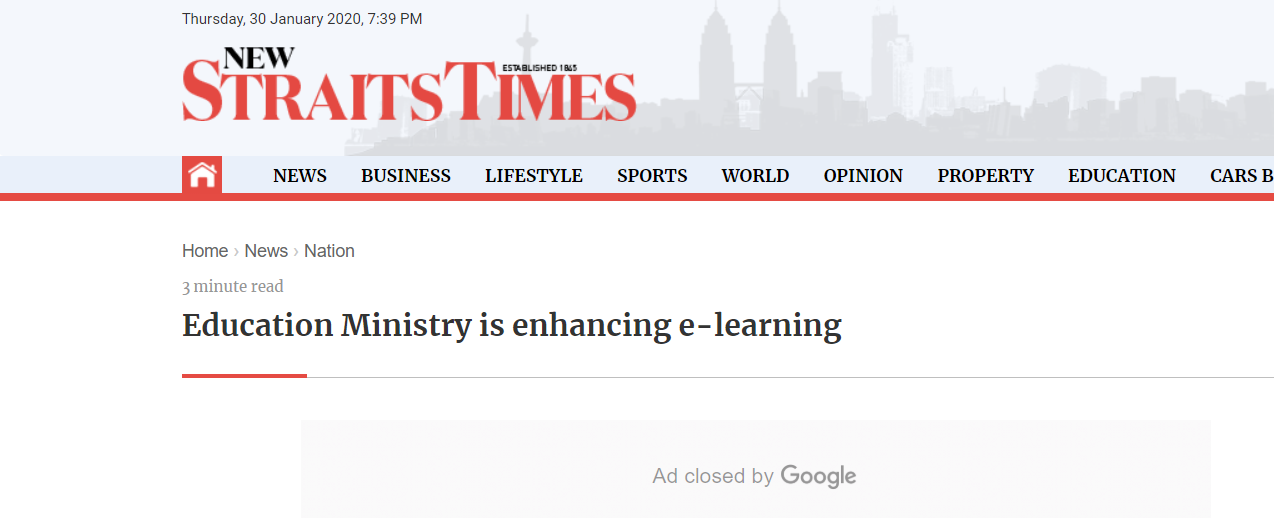 Thursday, 30 January 2020, 7:39 PM
NEW
ESTABLISHED 1845
STRAITS TIMES
NEWS BUSINESS LIFESTYLE SPORTS WORLD OPINION PROPERTY EDUCATION CARS B
Home › News › Nation
3 minute read
Education Ministry is enhancing e-learning
Ad closed by Google